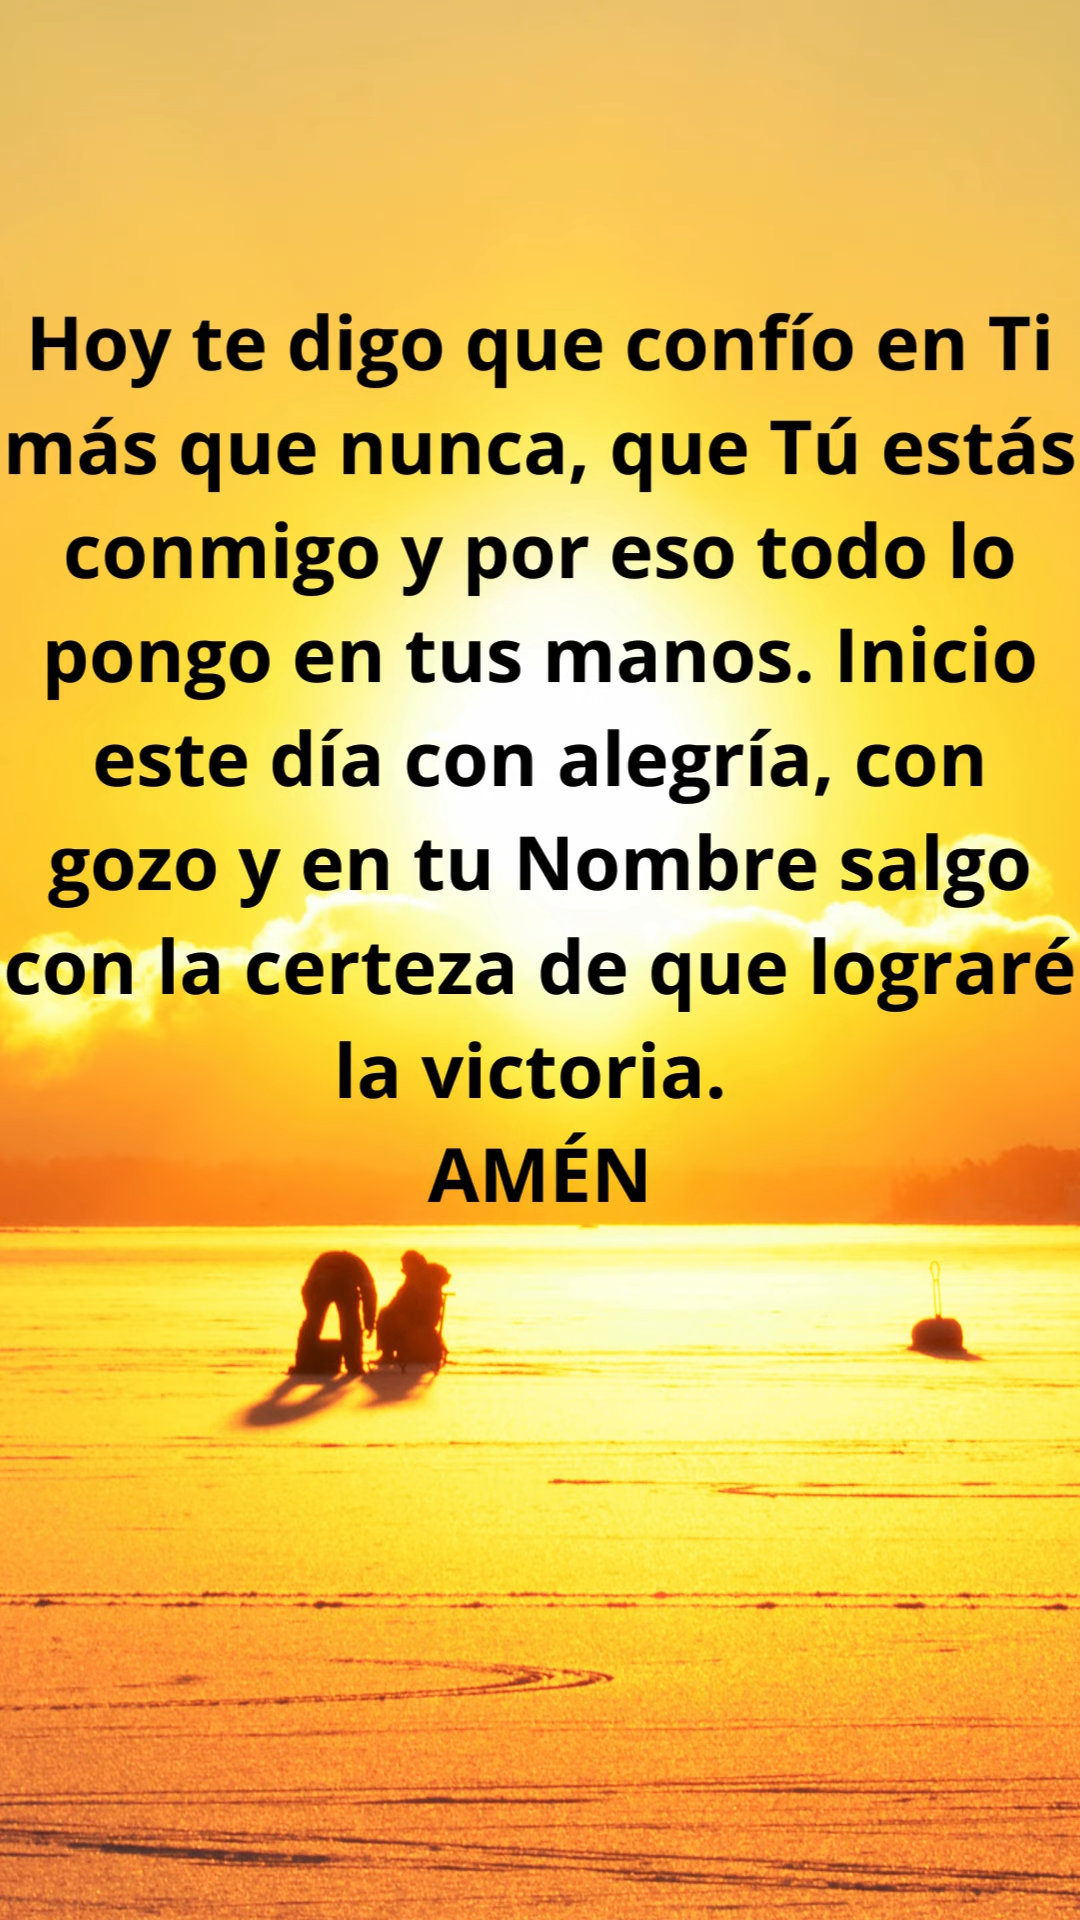 Hoy te digo que confío en Ti
más que nunca, que Tú estás
conmigo y por eso todo lo
pongo en tus manos. Inicio
este día con alegría, con
gozo y en tu Nombre salgo
con la certeza de que lograré
la victoria.
AMÉN